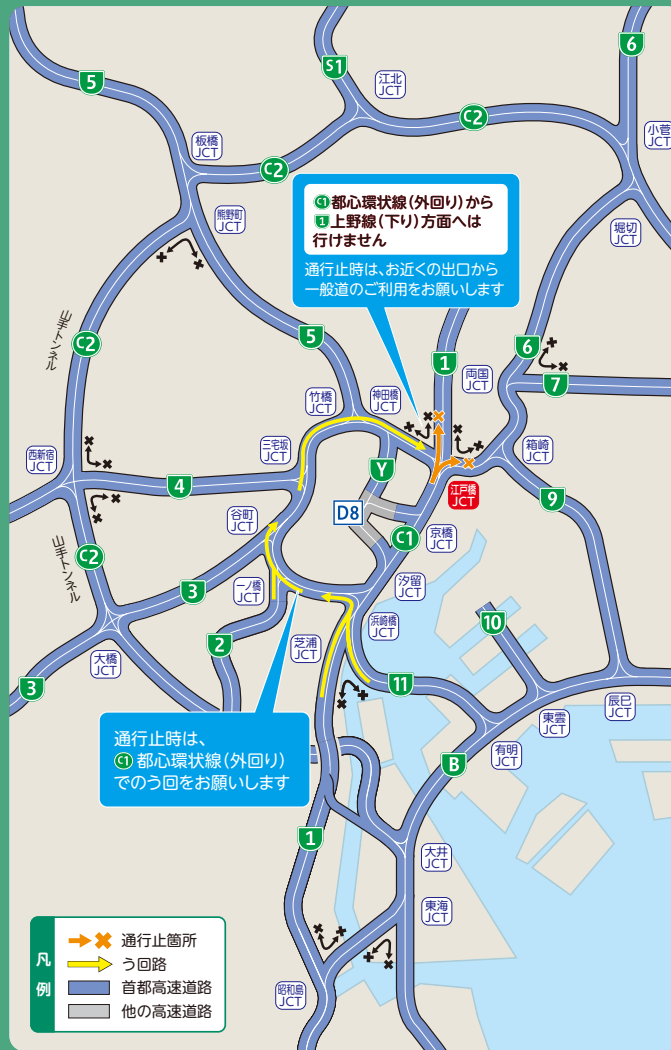 5
S1
江北
JCT
6
C2
小菅
JCT
板橋
JCT
C2
熊野町
JCT
堀切
JCT
C1 都心環状線(外回り)から
1 上野線(下り)方面へは
行けません
通行止時は、お近くの出口から
一般道のご利用をお願いします
山手トンネル
C2
5
1
6
両国
JCT
7
竹橋
JCT
神田橋
JCT
三宅坂
JCT
箱崎
JCT
西新宿
JCT
4
Y
江戸橋
JCT
9
谷町
JCT
D8
C1
京橋
JCT
山手トンネル
C2
汐留
JCT
3
一ノ橋
JCT
浜崎橋
JCT
10
大橋
JCT
2
芝浦
JCT
3
11
辰巳
JCT
東雲
JCT
有明
JCT
B
通行止時は、
C1 都心環状線(外回り)
でのう回をお願いします
1
大井
JCT
東海
JCT
昭和島
JCT
凡例
通行止箇所
う回路
首都高速道路
他の高速道路